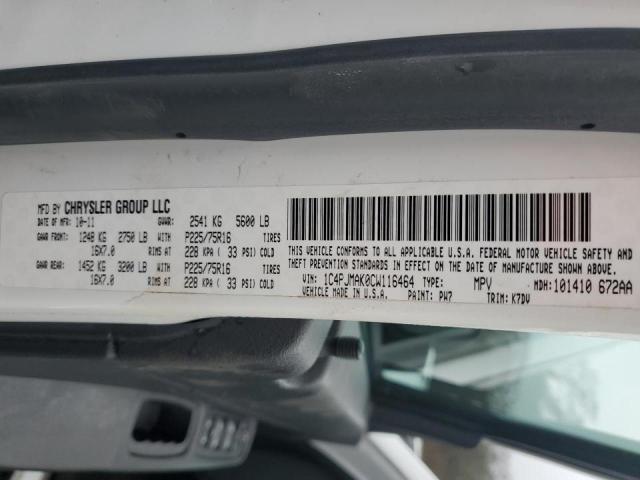 MFD BY CHRYSLER GROUP LLC
DATE OF MFR: 10-11 GVWR: 2541 KG 5600 LB
GAWR FRONT: 1248 KG 2750 LB P225/75R16 TIRES
16X7.0 RIMS AT 228 KPA ( 33 PSI) COLD
GAWR REAR: 1452 KG 3200 LB P225/75R16 TIRES
16X7.0 RIMS AT 228 KPA ( 33 PSI) COLD
THIS VEHICLE CONFORMS TO ALL APPLICABLE U.S.A. FEDERAL MOTOR VEHICLE SAFETY AND
THEFT PREVENTION STANDARDS IN EFFECT ON THE DATE OF MANUFACTURE SHOWN ABOVE.
VIN: 1C4PJMAK0CW116464 TYPE: MPV MDH: 101410 672AA
VEHICLE MADE IN U.S.A. PAINT: PW7 TRIM: K7DV